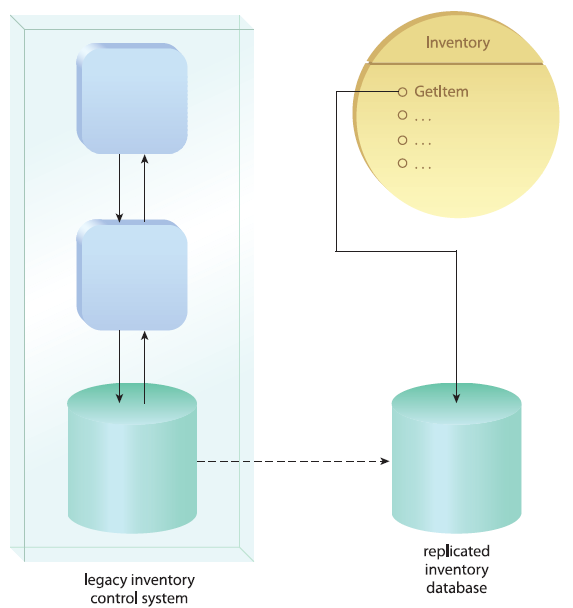 Inventory
GetItem
...
...
...
legacy inventory
control system
replicated
inventory
database